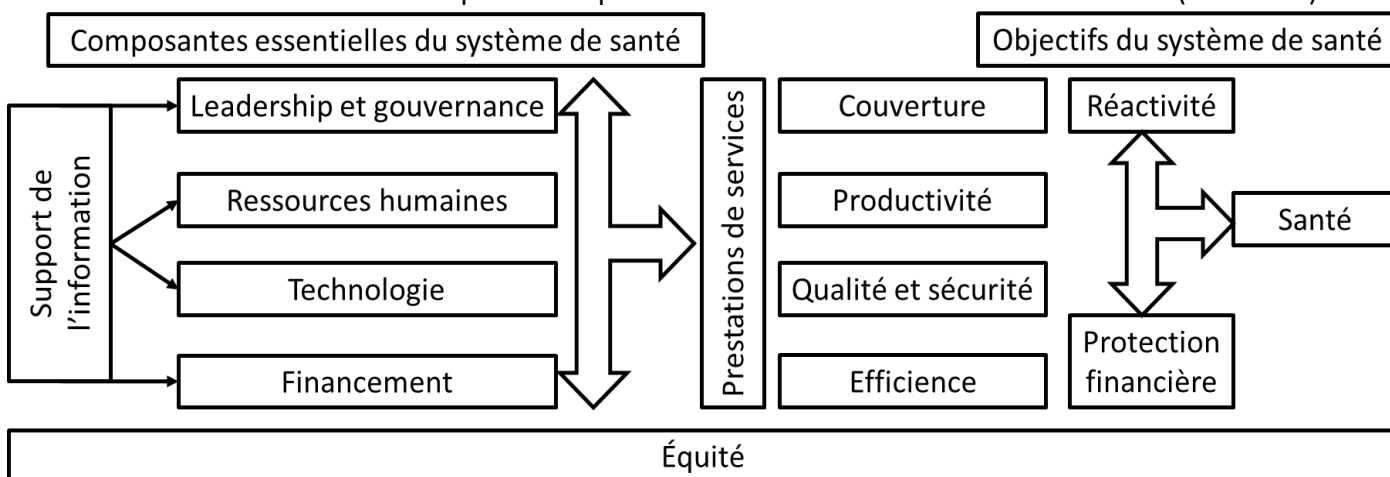 Composantes essentielles du système de santé
Objectifs du système de santé
Support de
l'information
Leadership et gouvernance
Ressources humaines
Technologie
Financement
Prestations de services
Couverture
Productivité
Qualité et sécurité
Efficience
Réactivité
Protection
financière
Santé
Équité